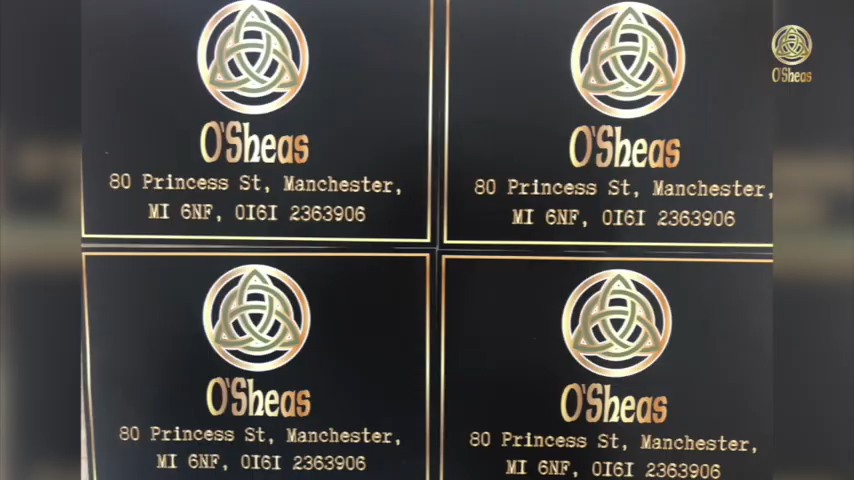 O'Sheas
80 Princess St, Manchester,
MI 6NF, 0I6I 2363906
O'Sheas
80 Princess St, Manchester,
MI 6NF, 0I6I 2363906
O'Sheas
O'Sheas
80 Princess St, Manchester,
MI 6NF, 0I6I 2363906
O'Sheas
80 Princess St, Manchester,
MI 6NF, 0I6I 2363906